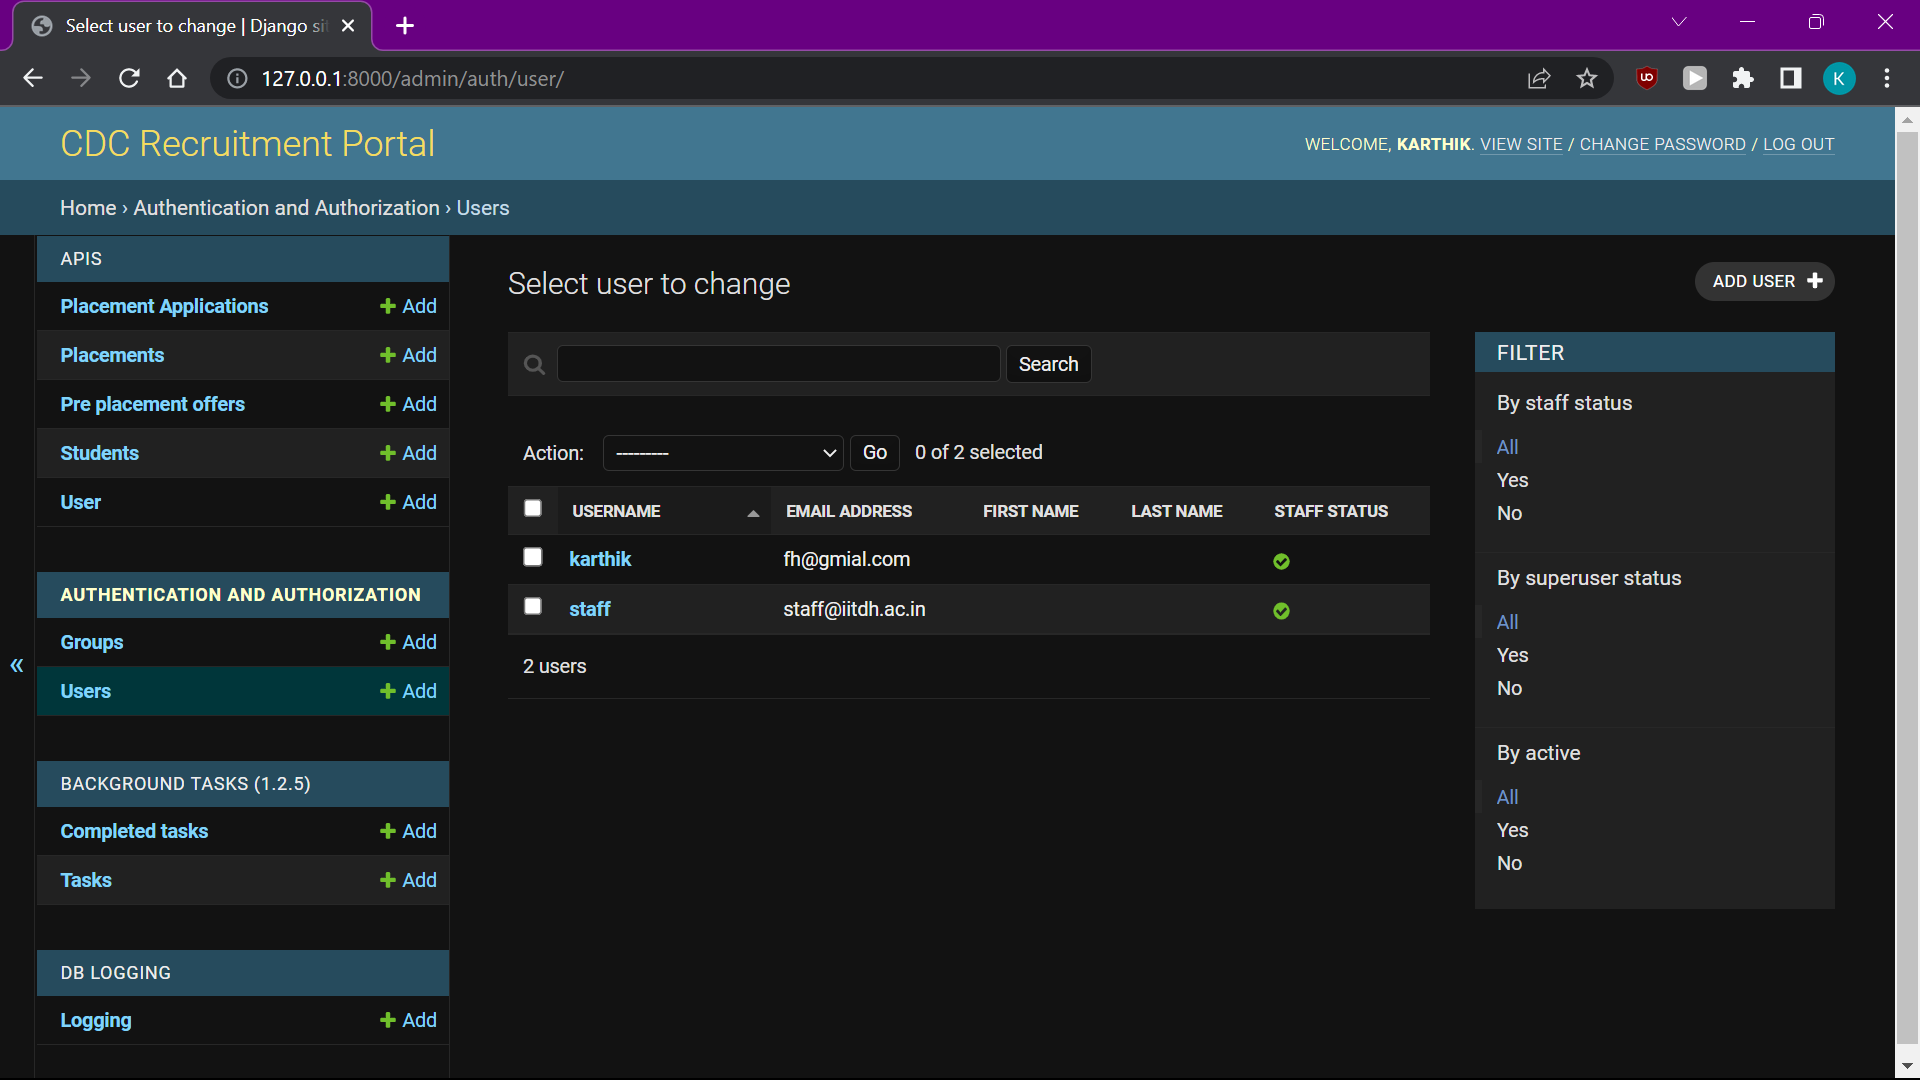 Select user to change | Django si
127.0.0.1:8000/admin/auth/user/
K
CDC Recruitment Portal
WELCOME, KARTHIK. VIEW SITE / CHANGE PASSWORD / LOG OUT
Home › Authentication and Authorization › Users
APIS
Placement Applications Add
Placements Add
Pre placement offers Add
Students Add
User Add
AUTHENTICATION AND AUTHORIZATION
Groups Add
Users Add
BACKGROUND TASKS (1.2.5)
Completed tasks Add
Tasks Add
DB LOGGING
Logging Add
«
Select user to change
ADD USER
Search
Action: --------- Go 0 of 2 selected
USERNAME EMAIL ADDRESS FIRST NAME LAST NAME STAFF STATUS
karthik fh@gmial.com
staff staff@iitdh.ac.in
2 users
FILTER
By staff status
All
Yes
No
By superuser status
All
Yes
No
By active
All
Yes
No